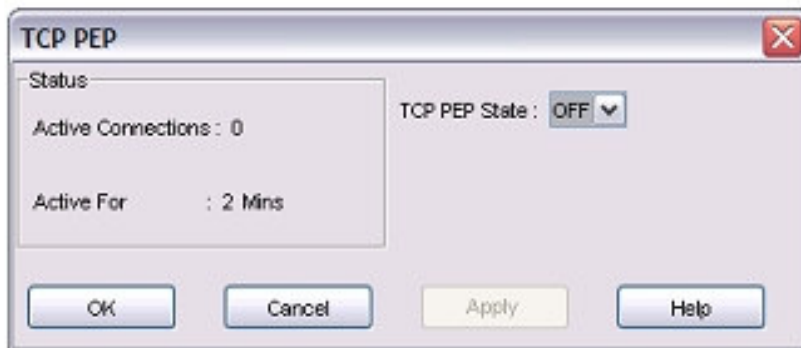 TCP PEP
Status
Active Connections : 0
TCP PEP State : OFF
Active For : 2 Mins
OK Cancel Apply Help